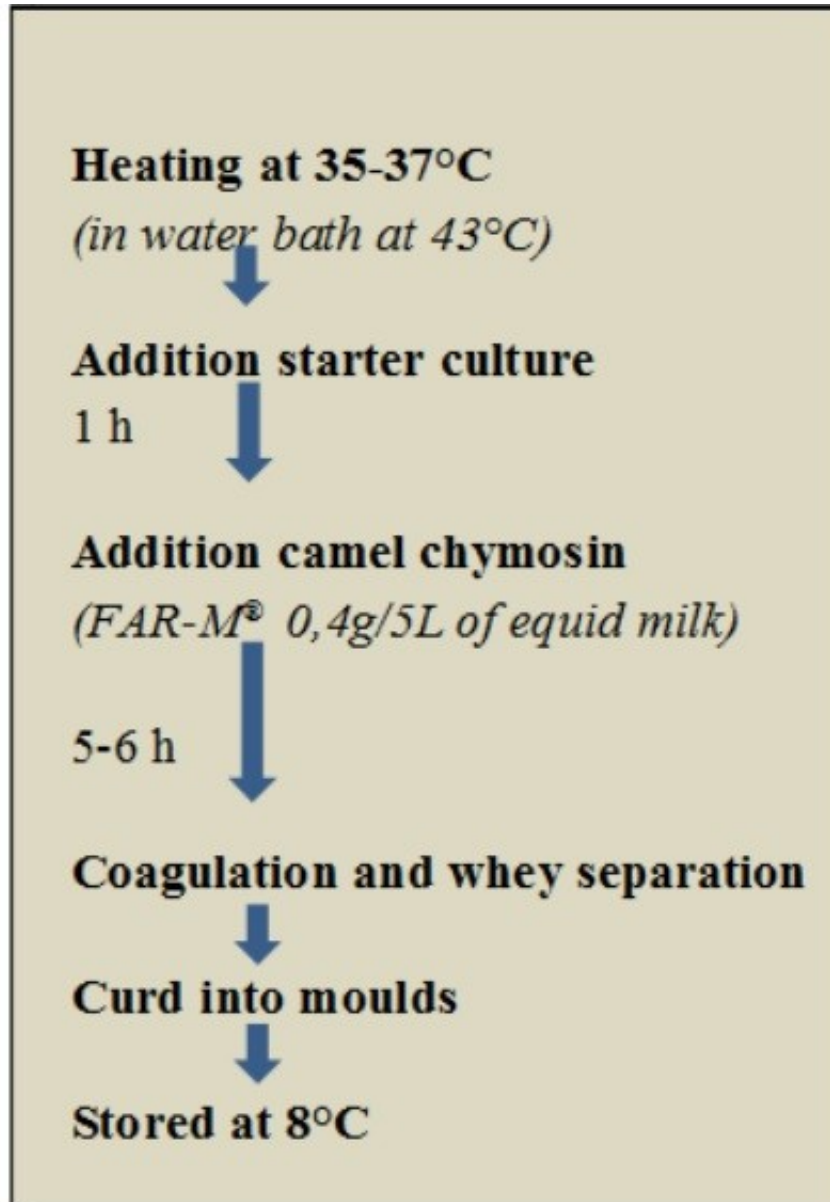 Heating at 35-37°C
(in water bath at 43°C)
Addition starter culture
1 h
Addition camel chymosin
(FAR-M® 0,4g/5L of equid milk)
5-6 h
Coagulation and whey separation
Curd into moulds
Stored at 8°C